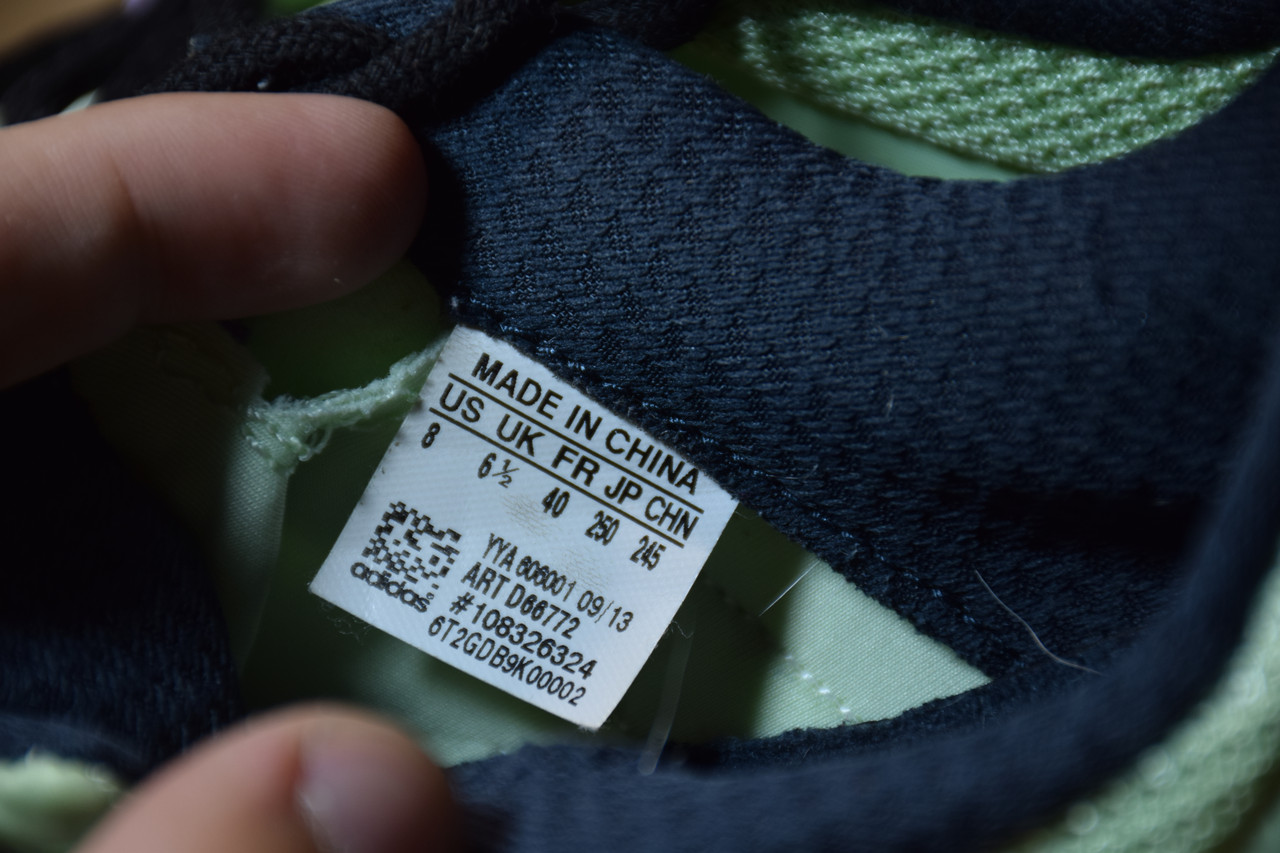 MADE IN CHINA
US UK FR JP CHN
8 6½ 40 250 245
YYA 606001 09/13
ART D66772
#108326324
6T2GDB9K00002
adidas